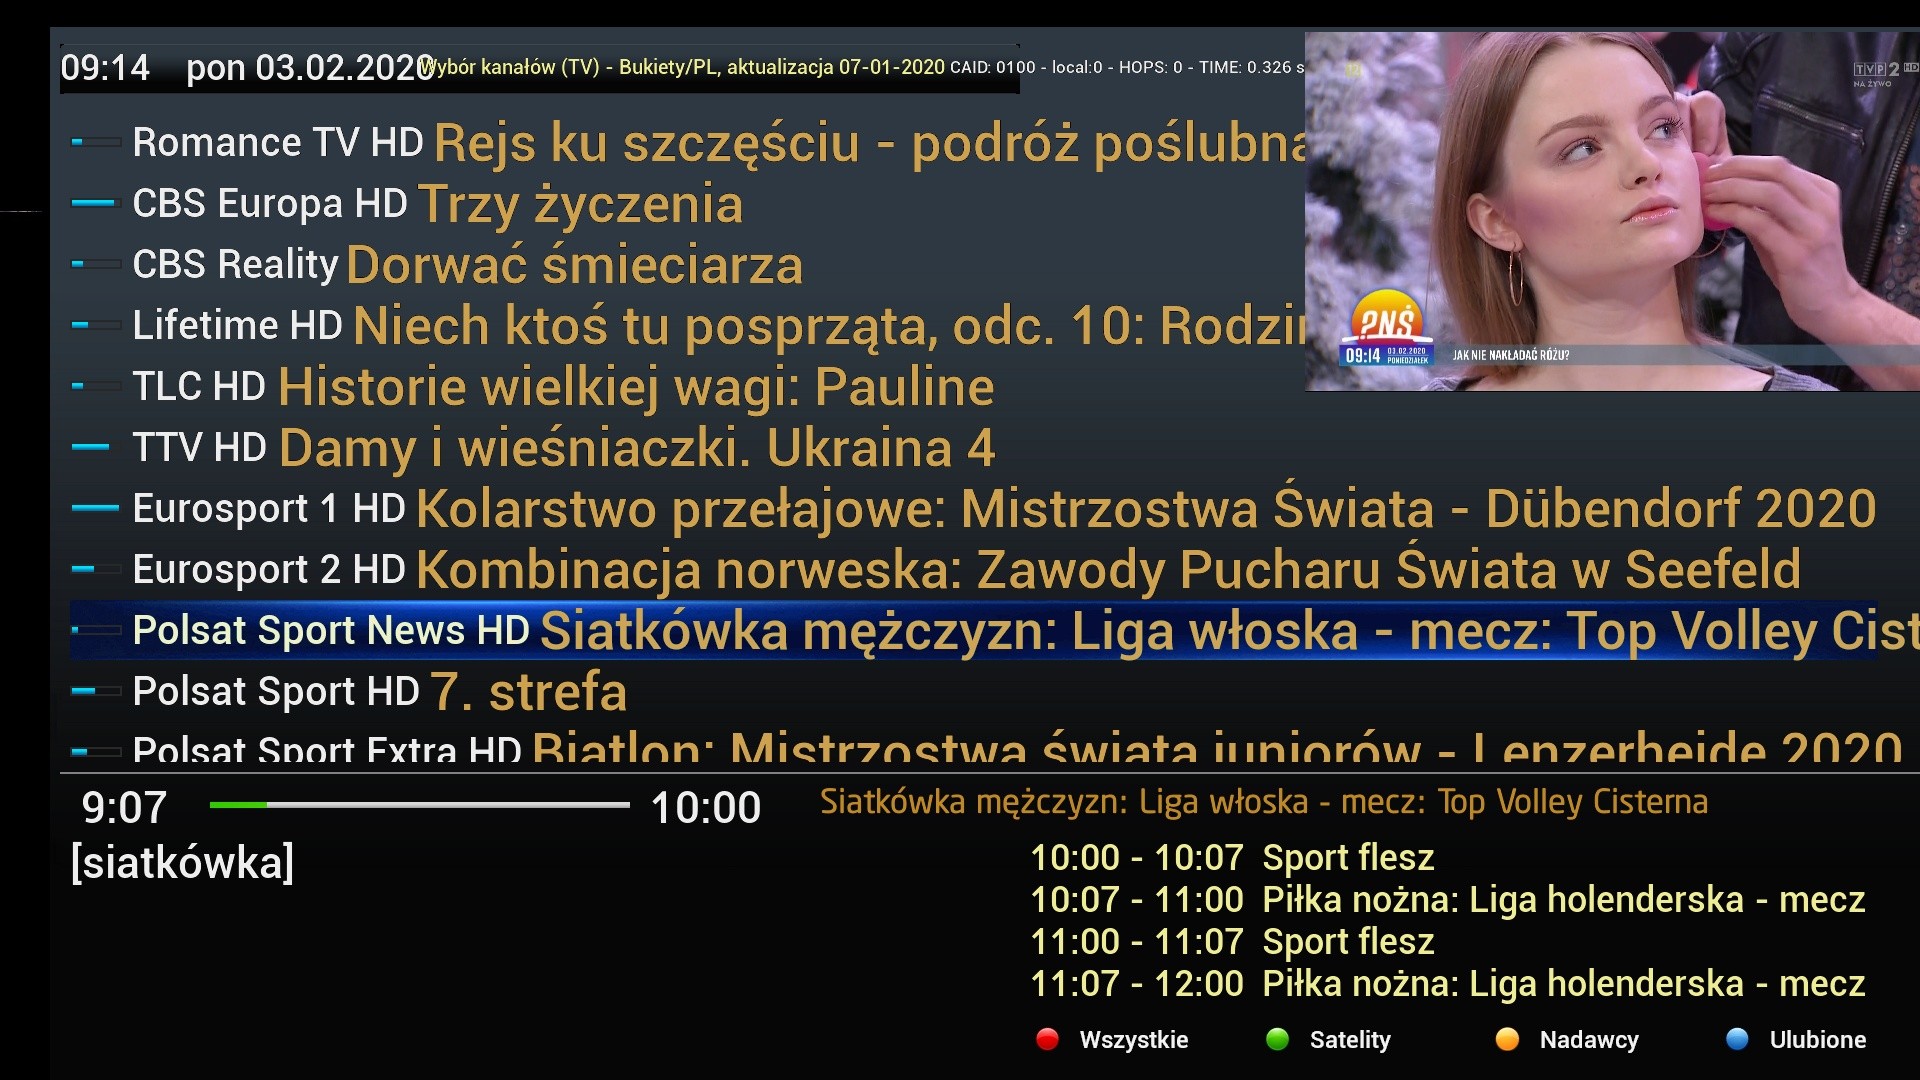 09:14 pon 03.02.2020 Wybór kanałów (TV) - Bukiety/PL, aktualizacja 07-01-2020 CAID: 0100 - local:0 - HOPS: 0 - TIME: 0.326 s
TVP2 HD
NA ŻYWO
Romance TV HD Rejs ku szczęściu - podróż poślubna
CBS Europa HD Trzy życzenia
CBS Reality Dorwać śmieciarza
Lifetime HD Niech ktoś tu posprząta, odc. 10: Rodzin
PNŚ
09:14 03.02.2020 PONIEDZIAŁEK JAK NIE NAKŁADAĆ RÓŻU?
TLC HD Historie wielkiej wagi: Pauline
TTV HD Damy i wieśniaczki. Ukraina 4
Eurosport 1 HD Kolarstwo przełajowe: Mistrzostwa Świata - Dübendorf 2020
Eurosport 2 HD Kombinacja norweska: Zawody Pucharu Świata w Seefeld
Polsat Sport News HD Siatkówka mężczyzn: Liga włoska - mecz: Top Volley Cist
Polsat Sport HD 7. strefa
Polsat Sport Extra HD Biatlon: Mistrzostwa świata juniorów - Lenzerheide 2020
9:07 10:00 Siatkówka mężczyzn: Liga włoska - mecz: Top Volley Cisterna
[siatkówka]
10:00 - 10:07 Sport flesz
10:07 - 11:00 Piłka nożna: Liga holenderska - mecz
11:00 - 11:07 Sport flesz
11:07 - 12:00 Piłka nożna: Liga holenderska - mecz
Wszystkie Satelity Nadawcy Ulubione